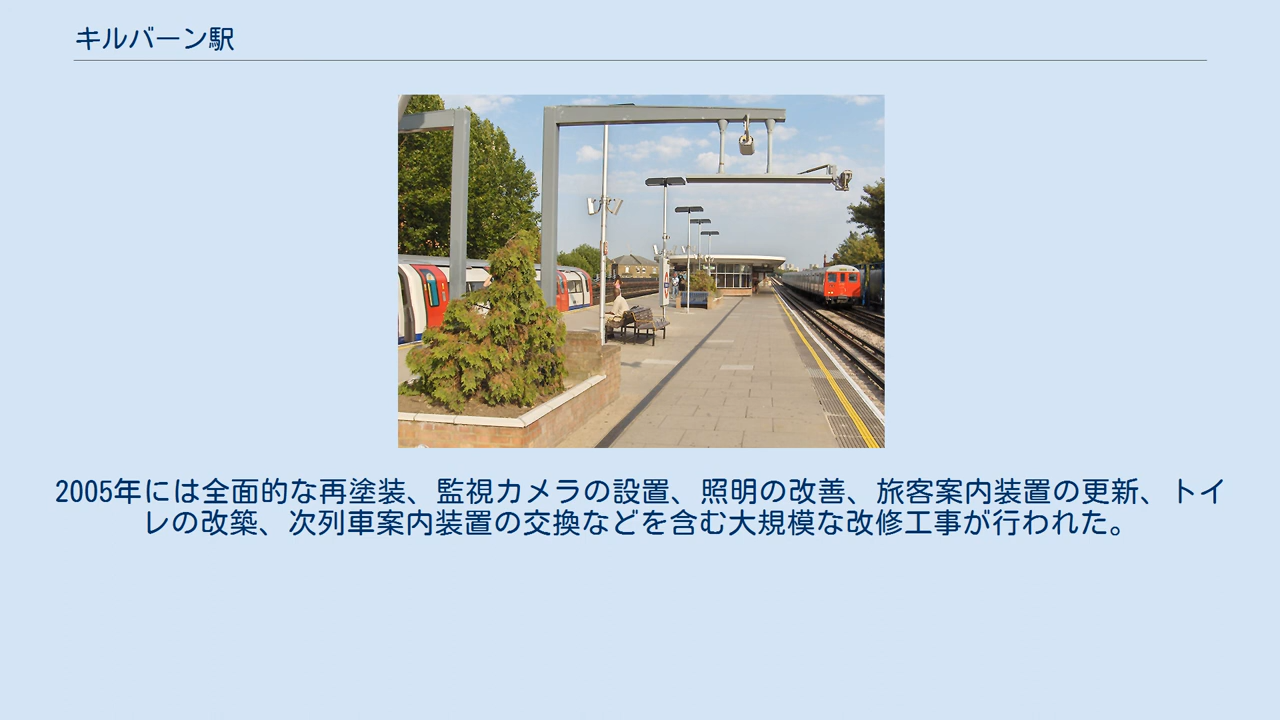 キルバーン駅
2005年には全面的な再塗装、監視カメラの設置、照明の改善、旅客案内装置の更新、トイ
レの改築、次列車案内装置の交換などを含む大規模な改修工事が行われた。